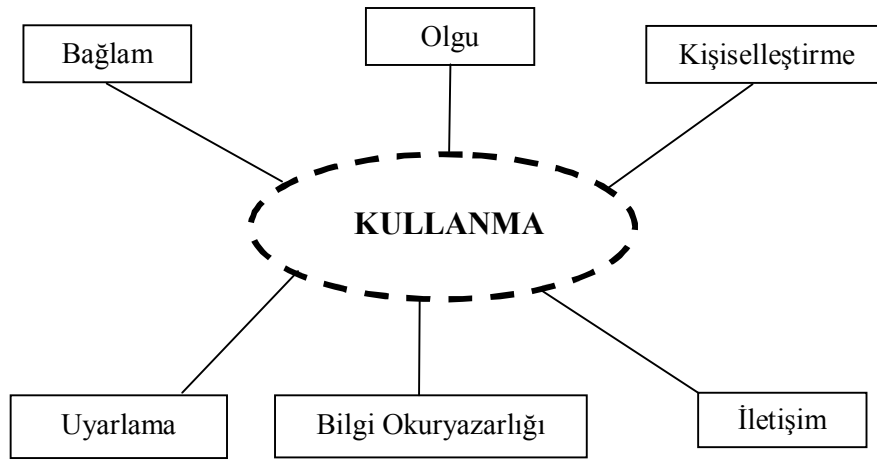 Bağlam
Olgu
Kişiselleştirme
KULLANMA
Uyarlama
Bilgi Okuryazarlığı
İletişim